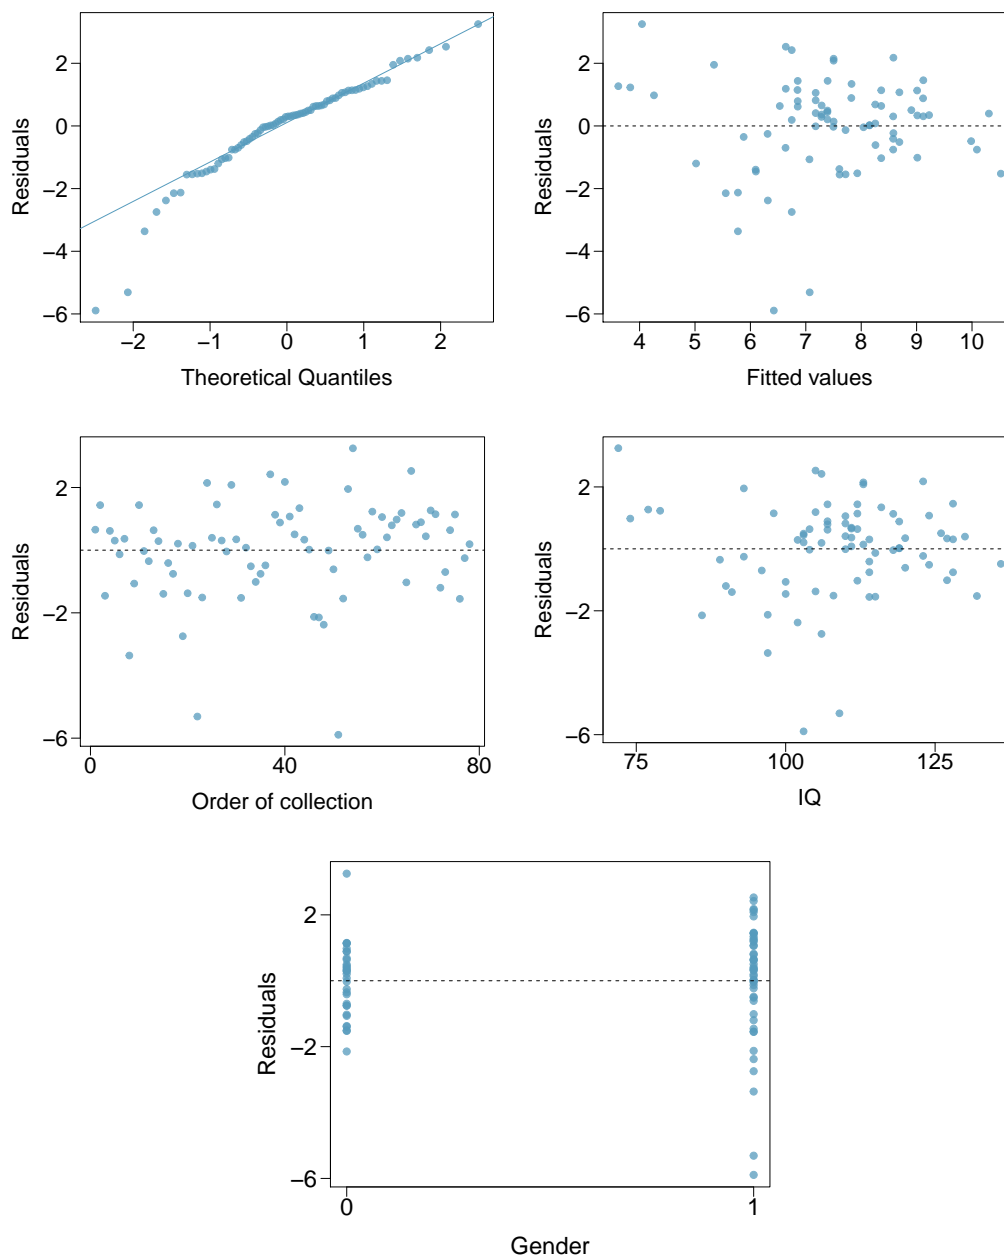 2
0
−2
−4
−6
Residuals
−2 −1 0 1 2
Theoretical Quantiles
2
0
−2
−4
−6
Residuals
4 5 6 7 8 9 10
Fitted values
2
−2
−6
Residuals
0 40 80
Order of collection
2
−2
−6
Residuals
75 100 125
IQ
2
−2
−6
Residuals
0 1
Gender